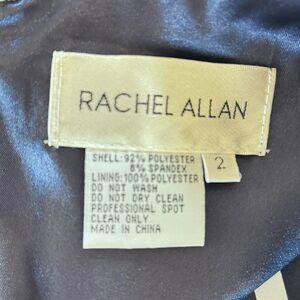 RACHEL ALLAN
2
SHELL: 92% POLYESTER
8% SPANDEX
LINING: 100% POLYESTER
DO NOT WASH
DO NOT DRY CLEAN
PROFESSIONAL SPOT
CLEAN ONLY
MADE IN CHINA